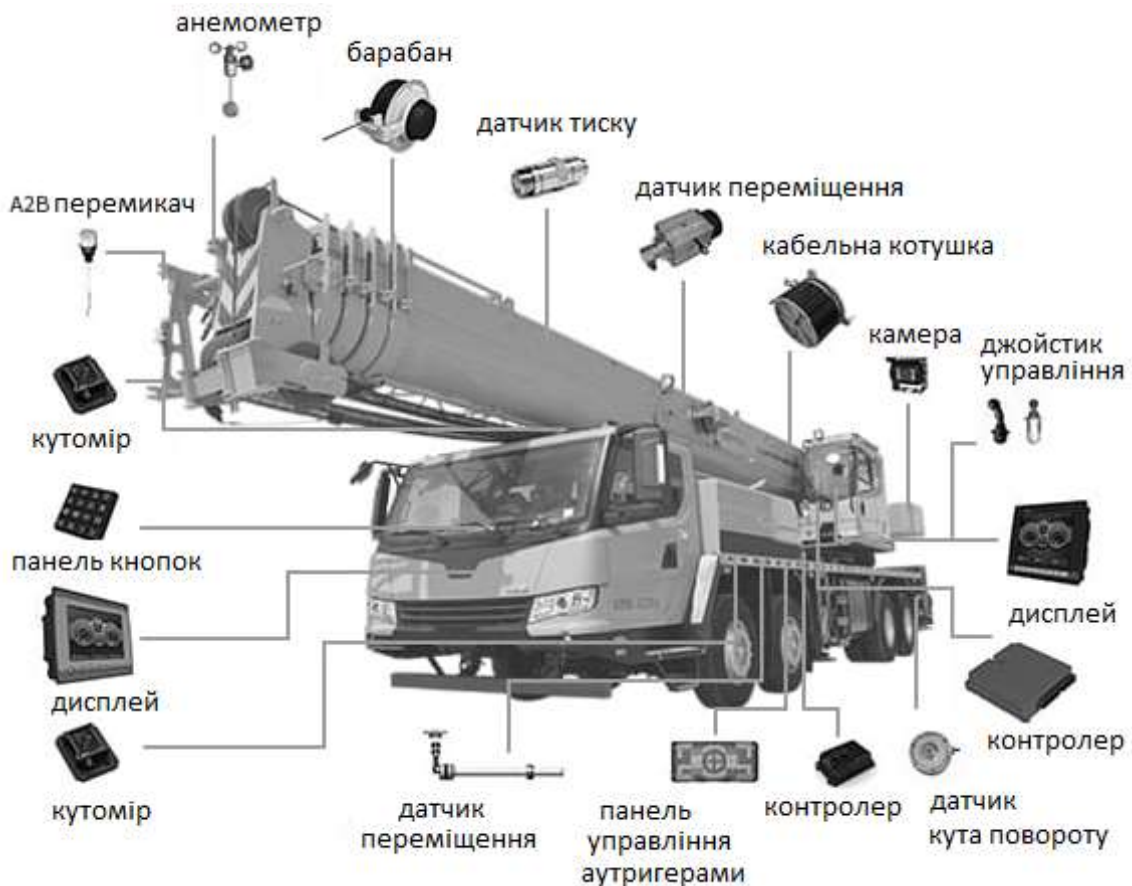 анемометр
барабан
датчик тиску
датчик переміщення
A2B перемикач
кабельна котушка
камера
джойстик
управління
кутомір
панель кнопок
дисплей
дисплей
контролер
кутомір
датчик
переміщення
панель
управління
аутригерами
контролер
датчик
кута повороту